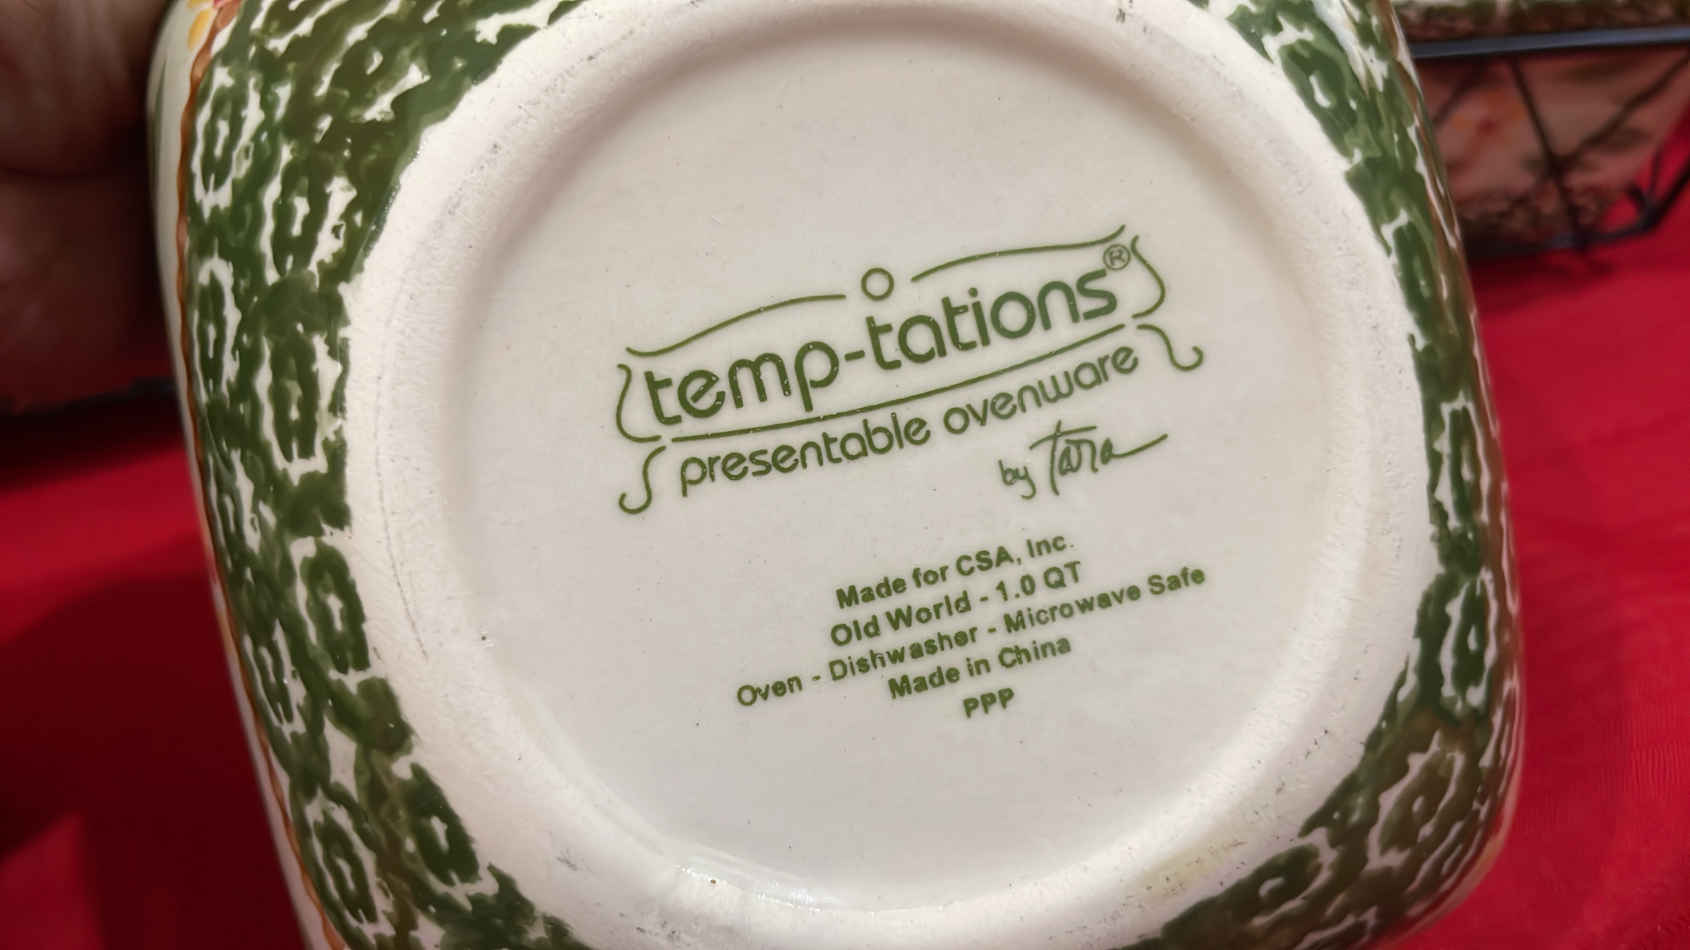 temp-tations®
presentable ovenware
by Tara
Made for CSA, Inc.
Old World - 1.0 QT
Oven - Dishwasher - Microwave Safe
Made in China
PPP